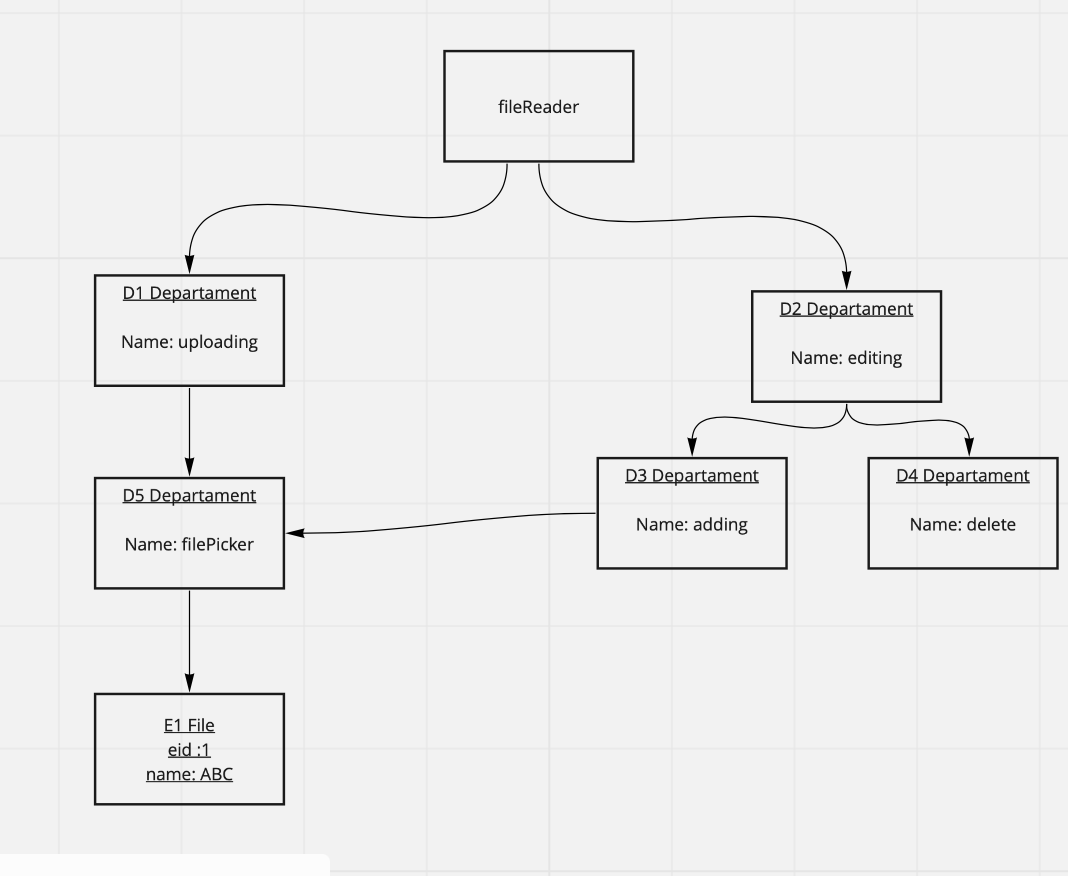 fileReader
D1 Departament
Name: uploading
D2 Departament
Name: editing
D5 Departament
Name: filePicker
D3 Departament
Name: adding
D4 Departament
Name: delete
E1 File
eid :1
name: ABC